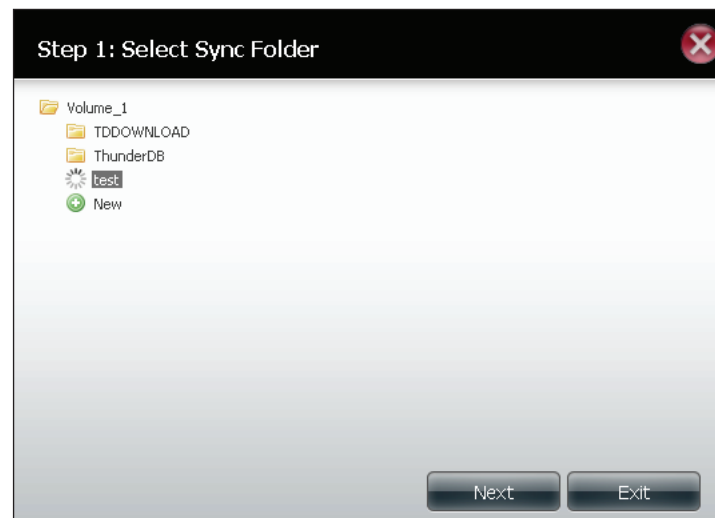 Step 1: Select Sync Folder
Volume_1
TDDOWNLOAD
ThunderDB
test
New
Next
Exit